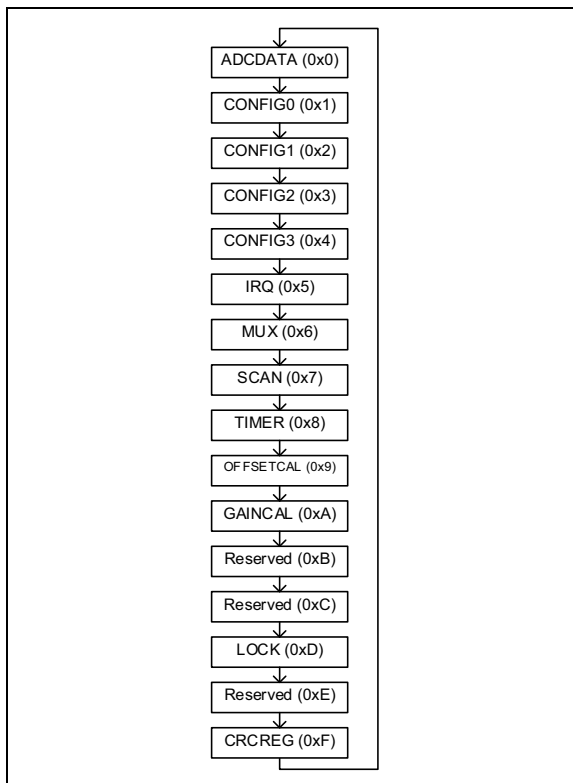 ADCDATA (0x0)
CONFIG0 (0x1)
CONFIG1 (0x2)
CONFIG2 (0x3)
CONFIG3 (0x4)
IRQ (0x5)
MUX (0x6)
SCAN (0x7)
TIMER (0x8)
OFFSETCAL (0x9)
GAINCAL (0xA)
Reserved (0xB)
Reserved (0xC)
LOCK (0xD)
Reserved (0xE)
CRCREG (0xF)